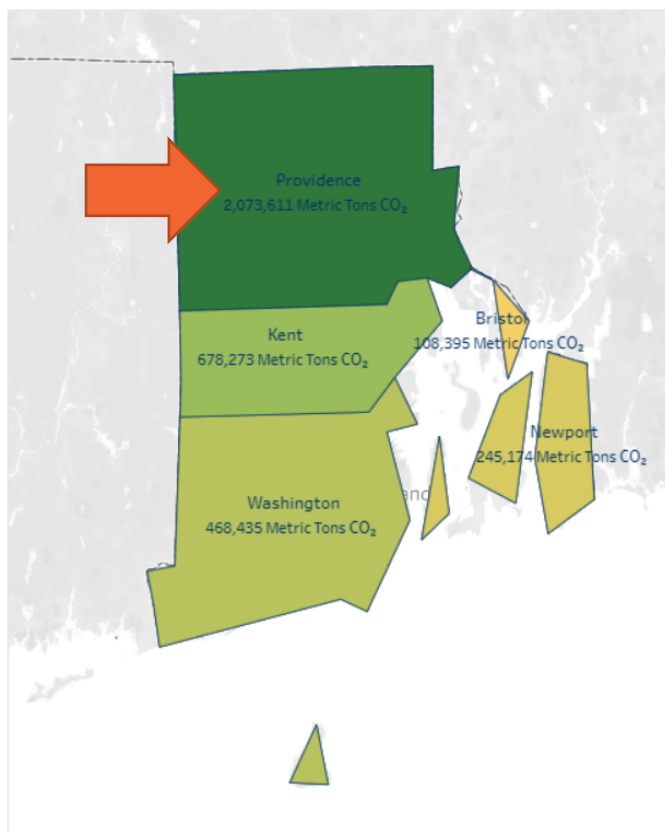 Providence
2,073,611 Metric Tons CO₂
Kent
678,273 Metric Tons CO₂
Bristol
108,395 Metric Tons CO₂
Newport
245,174 Metric Tons CO₂
Washington
468,435 Metric Tons CO₂